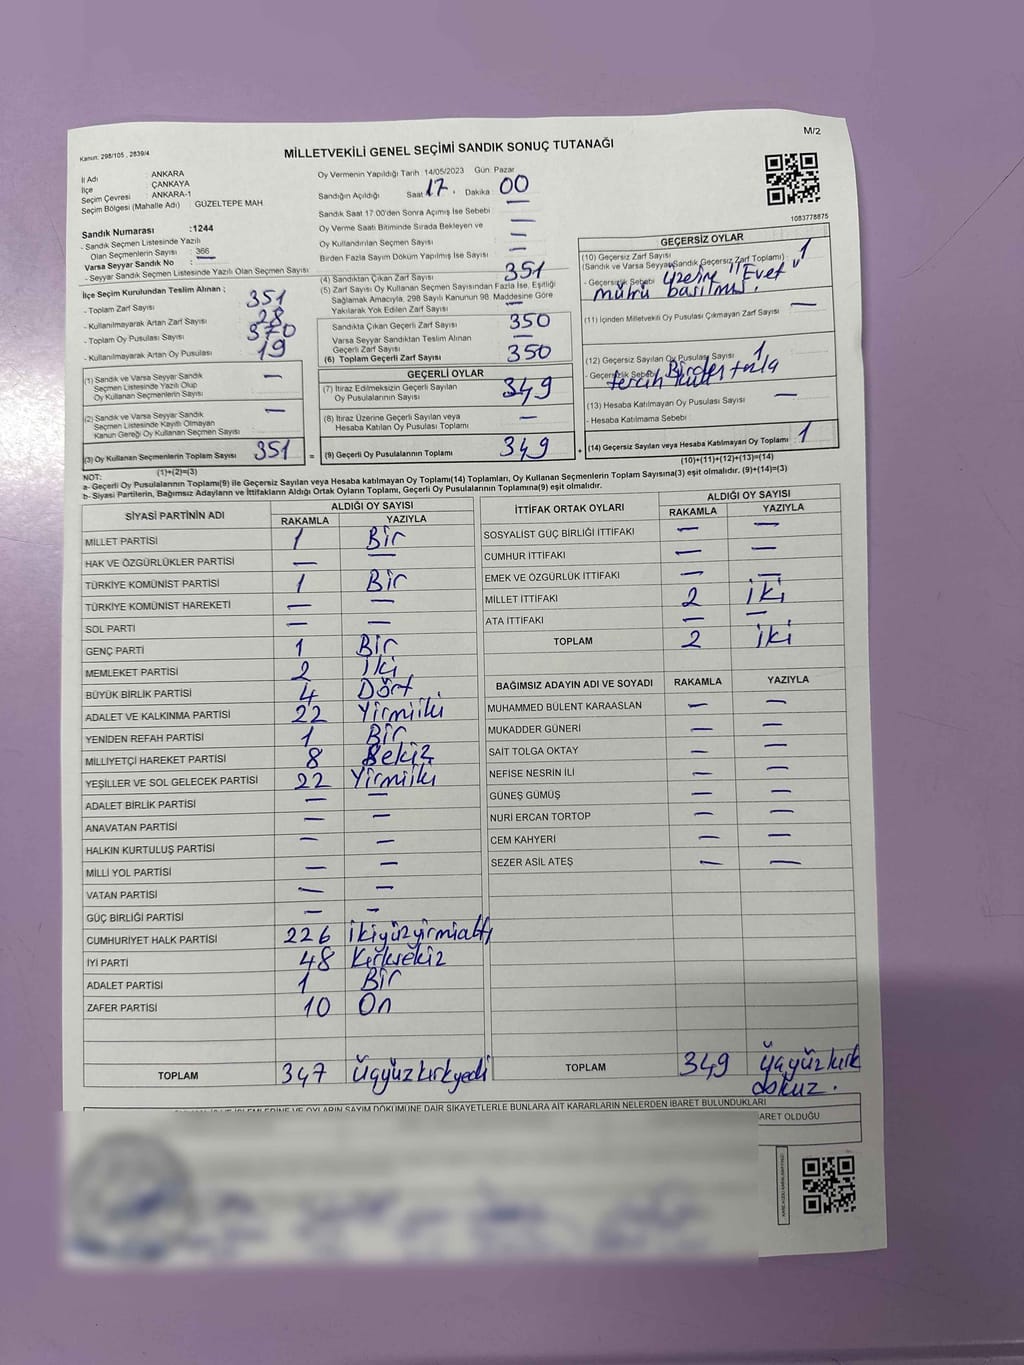 M/2
Kanun: 298/105 , 2839/4
MİLLETVEKİLİ GENEL SEÇİMİ SANDIK SONUÇ TUTANAĞI
İl Adı : ANKARA
İlçe : ÇANKAYA
Seçim Çevresi : ANKARA-1
Seçim Bölgesi (Mahalle Adı) GÜZELTEPE MAH
Sandık Numarası :1244
- Sandık Seçmen Listesinde Yazılı
Olan Seçmenlerin Sayısı : 366
Varsa Seyyar Sandık No : —
- Seyyar Sandık Seçmen Listesinde Yazılı Olan Seçmen Sayısı
Oy Vermenin Yapıldığı Tarih :14/05/2023 Gün: Pazar
Sandığın Açıldığı Saat 17 . Dakika 00
Sandık Saat 17:00'den Sonra Açımış İse Sebebi —
Oy Verme Saati Bitiminde Sırada Bekleyen ve —
Oy Kullandırılan Seçmen Sayısı —
Birden Fazla Sayım Döküm Yapılmış İse Sayısı —
1083778875
İlçe Seçim Kurulundan Teslim Alınan ;
- Toplam Zarf Sayısı 351
- Kullanılmayarak Artan Zarf Sayısı 28
- Toplam Oy Pusulası Sayısı 370
- Kullanılmayarak Artan Oy Pusulası 19
(1) Sandık ve Varsa Seyyar Sandık
Seçmen Listesinde Yazılı Olup
Oy Kullanan Seçmenlerin Sayısı —
(2) Sandık ve Varsa Seyyar Sandık
Seçmen Listesinde Kayıtlı Olmayan
Kanun Gereği Oy Kullanan Seçmen Sayısı —
(3) Oy Kullanan Seçmenlerin Toplam Sayısı 351
(1)+(2)=(3)
(4) Sandıktan Çıkan Zarf Sayısı 351
(5) Zarf Sayısı Oy Kullanan Seçmen Sayısından Fazla İse, Eşitliği
Sağlamak Amacıyla, 298 Sayılı Kanunun 98. Maddesine Göre
Yakılarak Yok Edilen Zarf Sayısı —
Sandıkta Çıkan Geçerli Zarf Sayısı 350
Varsa Seyyar Sandıktan Teslim Alınan
Geçerli Zarf Sayısı —
(6) Toplam Geçerli Zarf Sayısı 350
GEÇERLİ OYLAR
(7) İtiraz Edilmeksizin Geçerli Sayılan
Oy Pusulalarının Sayısı 349
(8) İtiraz Üzerine Geçerli Sayılan veya
Hesaba Katılan Oy Pusulası Toplamı —
= (9) Geçerli Oy Pusulalarının Toplamı 349
GEÇERSİZ OYLAR
(10) Geçersiz Zarf Sayısı
(Sandık ve Varsa Seyyar Sandık Geçersiz Zarf Toplamı) : 1
- Geçersizlik Sebebi Üzerine "Evet"
mührü basılmış.
(11) İçinden Milletvekili Oy Pusulası Çıkmayan Zarf Sayısı —
(12) Geçersiz Sayılan Oy Pusulası Sayısı 1
- Geçersizlik Sebebi Birden fazla
tercih
(13) Hesaba Katılmayan Oy Pusulası Sayısı —
- Hesaba Katılmama Sebebi
+ (14) Geçersiz Sayılan veya Hesaba Katılmayan Oy Toplamı : 1
(10)+(11)+(12)+(13)=(14)
NOT:
a- Geçerli Oy Pusulalarının Toplamı(9) ile Geçersiz Sayılan veya Hesaba katılmayan Oy Toplamı(14) Toplamları, Oy Kullanan Seçmenlerin Toplam Sayısına(3) eşit olmalıdır. (9)+(14)=(3)
b- Siyasi Partilerin, Bağımsız Adayların ve İttifakların Aldığı Ortak Oyların Toplamı, Geçerli Oy Pusulalarının Toplamına(9) eşit olmalıdır.
SİYASİ PARTİNİN ADI ALDIĞI OY SAYISI
RAKAMLA YAZIYLA
MİLLET PARTİSİ 1 Bir
HAK VE ÖZGÜRLÜKLER PARTİSİ — —
TÜRKİYE KOMÜNİST PARTİSİ 1 Bir
TÜRKİYE KOMÜNİST HAREKETİ — —
SOL PARTİ — —
GENÇ PARTİ 1 Bir
MEMLEKET PARTİSİ 2 İki
BÜYÜK BİRLİK PARTİSİ 4 Dört
ADALET VE KALKINMA PARTİSİ 22 Yirmiiki
YENİDEN REFAH PARTİSİ 1 Bir
MİLLİYETÇİ HAREKET PARTİSİ 8 Sekiz
YEŞİLLER VE SOL GELECEK PARTİSİ 22 Yirmiiki
ADALET BİRLİK PARTİSİ — —
ANAVATAN PARTİSİ — —
HALKIN KURTULUŞ PARTİSİ — —
MİLLİ YOL PARTİSİ — —
VATAN PARTİSİ — —
GÜÇ BİRLİĞİ PARTİSİ — —
CUMHURİYET HALK PARTİSİ 226 ikiyüzyirmialtı
İYİ PARTİ 48 Kırksekiz
ADALET PARTİSİ 1 Bir
ZAFER PARTİSİ 10 On
TOPLAM 347 Üçyüzkırkyedi
İTTİFAK ORTAK OYLARI ALDIĞI OY SAYISI
RAKAMLA YAZIYLA
SOSYALİST GÜÇ BİRLİĞİ İTTİFAKI — —
CUMHUR İTTİFAKI — —
EMEK VE ÖZGÜRLÜK İTTİFAKI — —
MİLLET İTTİFAKI 2 iki
ATA İTTİFAKI — —
TOPLAM 2 iki
BAĞIMSIZ ADAYIN ADI VE SOYADI RAKAMLA YAZIYLA
MUHAMMED BÜLENT KARAASLAN — —
MUKADDER GÜNERİ — —
SAİT TOLGA OKTAY — —
NEFİSE NESRİN İLİ — —
GÜNEŞ GÜMÜŞ — —
NURİ ERCAN TORTOP — —
CEM KAHYERİ — —
SEZER ASİL ATEŞ — —
TOPLAM 349 Üçyüzkırk
dokuz.
İŞLEMLERİNE VE OYLARIN SAYIM DÖKÜMÜNE DAİR ŞİKAYETLERLE BUNLARA AİT KARARLARIN NELERDEN İBARET BULUNDUKLARI
ARET OLDUĞU